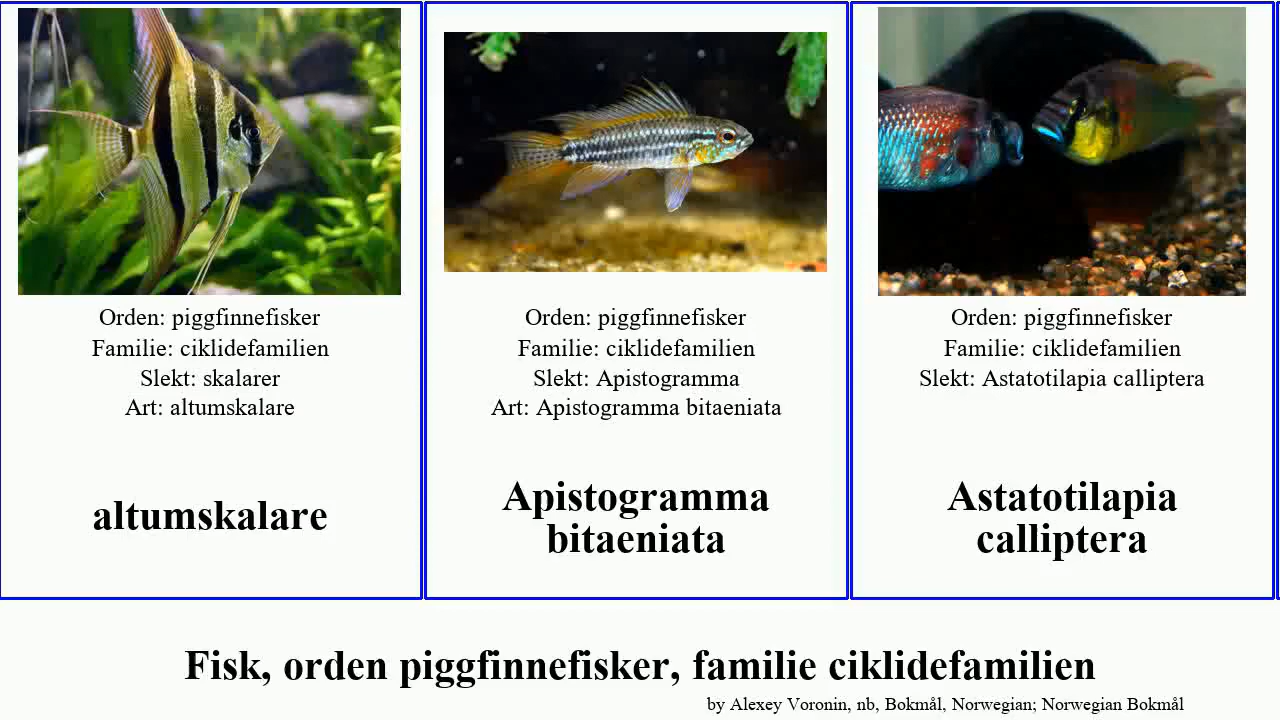 Orden: piggfinnefisker
Familie: ciklidefamilien
Slekt: skalarer
Art: altumskalare
altumskalare
Orden: piggfinnefisker
Familie: ciklidefamilien
Slekt: Apistogramma
Art: Apistogramma bitaeniata
Apistogramma
bitaeniata
Orden: piggfinnefisker
Familie: ciklidefamilien
Slekt: Astatotilapia calliptera
Astatotilapia
calliptera
Fisk, orden piggfinnefisker, familie ciklidefamilien
by Alexey Voronin, nb, Bokmål, Norwegian; Norwegian Bokmål